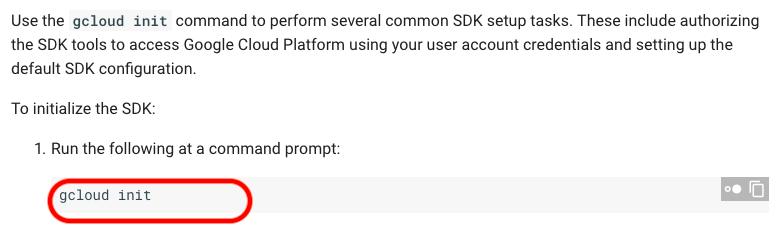 Use the gcloud init command to perform several common SDK setup tasks. These include authorizing
the SDK tools to access Google Cloud Platform using your user account credentials and setting up the
default SDK configuration.
To initialize the SDK:
1. Run the following at a command prompt:
gcloud init